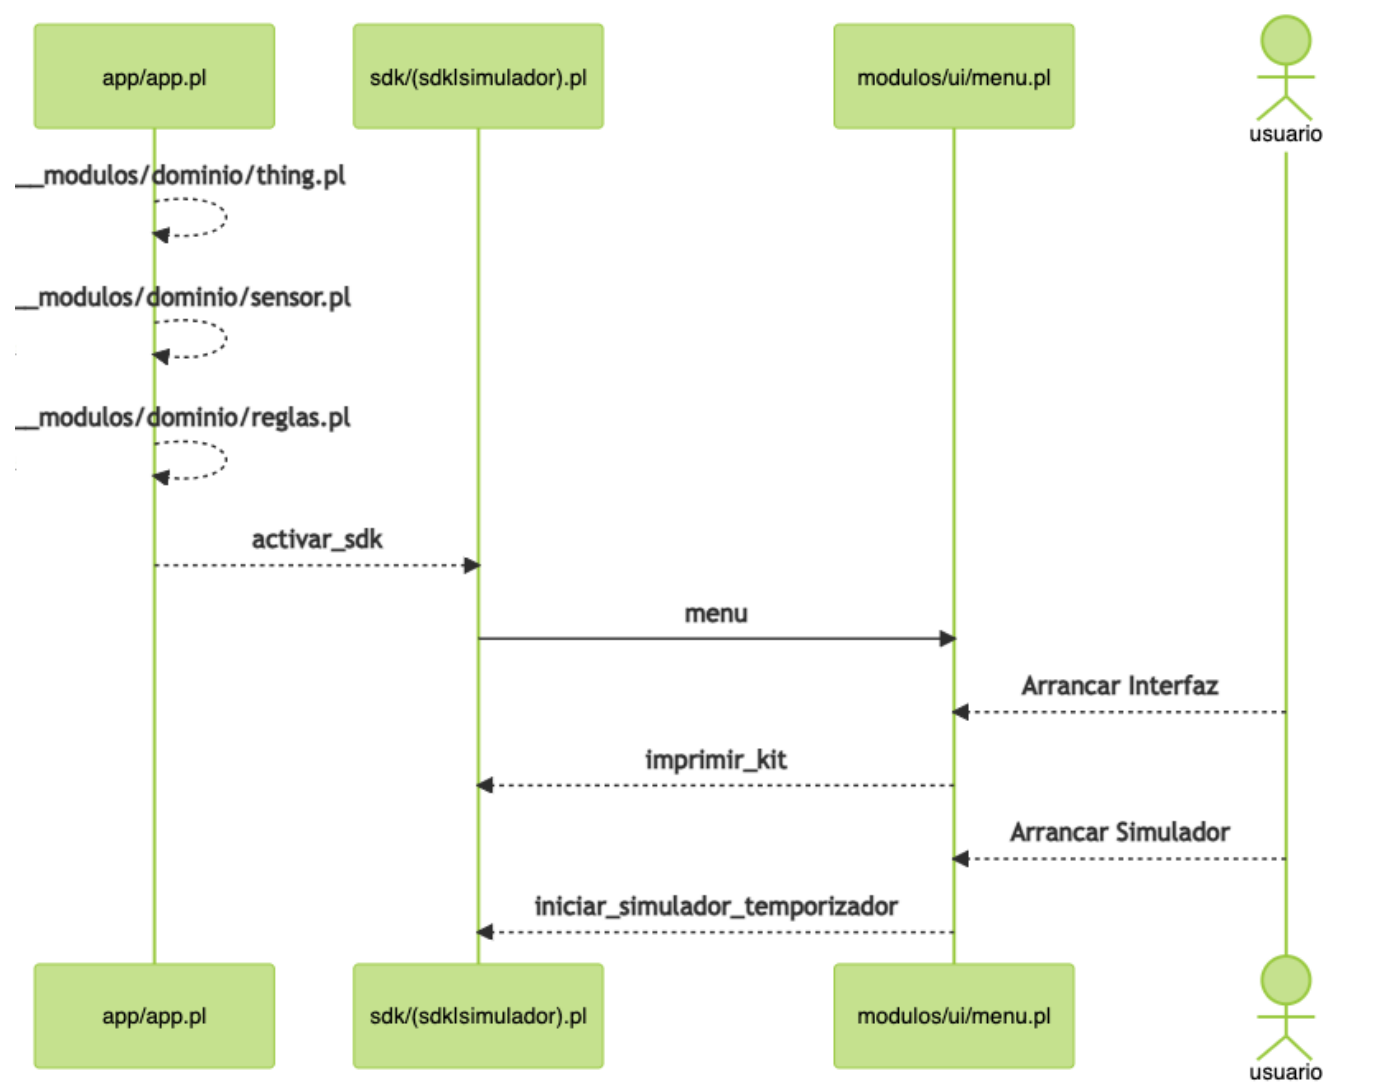 app/app.pl
sdk/(sdk|simulador).pl
modulos/ui/menu.pl
usuario
__modulos/dominio/thing.pl
__modulos/dominio/sensor.pl
__modulos/dominio/reglas.pl
activar_sdk
menu
Arrancar Interfaz
imprimir_kit
Arrancar Simulador
iniciar_simulador_temporizador
app/app.pl
sdk/(sdk|simulador).pl
modulos/ui/menu.pl
usuario